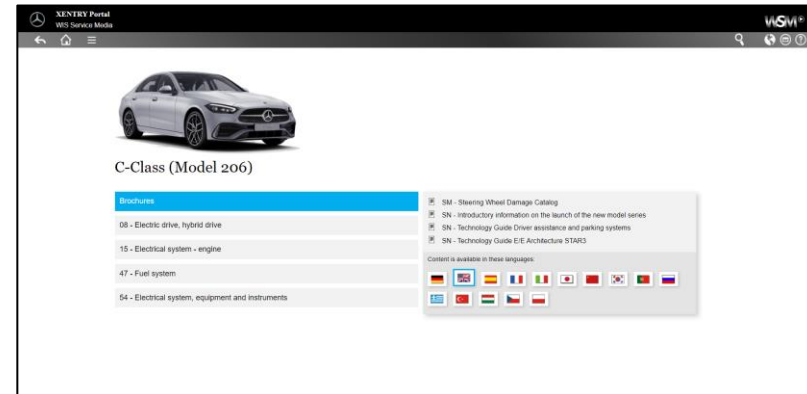 XENTRY Portal
WIS Service Media
WSM
C-Class (Model 206)
Brochures
08 - Electric drive, hybrid drive
15 - Electrical system - engine
47 - Fuel system
54 - Electrical system, equipment and instruments
SM - Steering Wheel Damage Catalog
SN - Introductory information on the launch of the new model series
SN - Technology Guide Driver assistance and parking systems
SN - Technology Guide E/E Architecture STAR3
Content is available in these languages